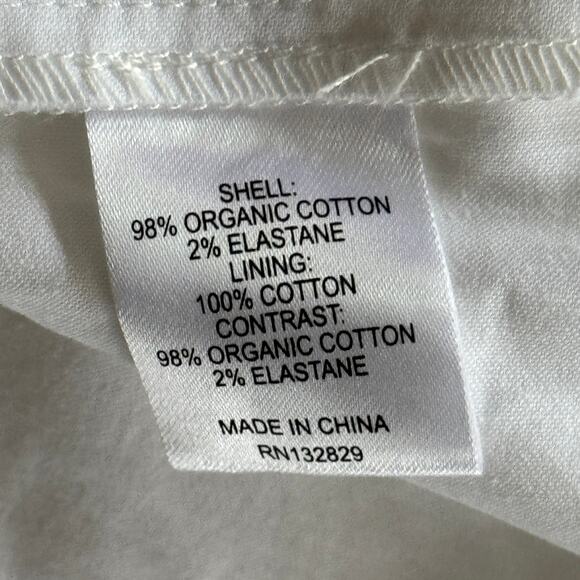 SHELL:
98% ORGANIC COTTON
2% ELASTANE
LINING:
100% COTTON
CONTRAST:
98% ORGANIC COTTON
2% ELASTANE
MADE IN CHINA
RN132829